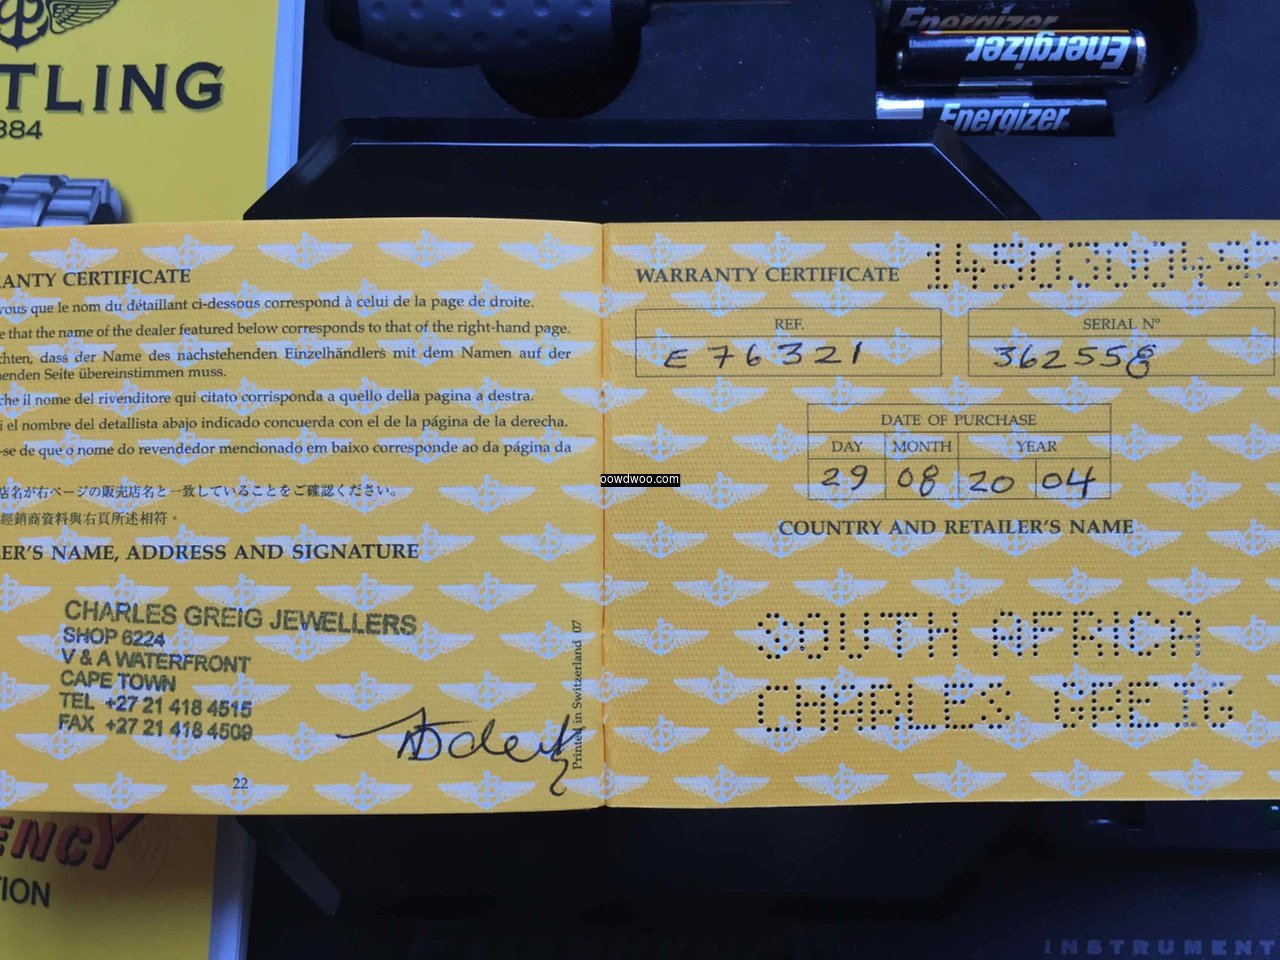 TLING
884
Energizer
Energizer
Energizer
ANTY CERTIFICATE
vous que le nom du détaillant ci-dessous correspond à celui de la page de droite.
e that the name of the dealer featured below corresponds to that of the right-hand page.
chten, dass der Name des nachstehenden Einzelhändlers mit dem Namen auf der
enden Seite übereinstimmen muss.
che il nome del rivenditore qui citato corrisponda a quello della pagina a destra.
i el nombre del detallista abajo indicado concuerda con el de la página de la derecha.
-se de que o nome do revendedor mencionado em baixo corresponde ao da página da
店名が右ページの販売店名と一致していることをご確認ください。
經銷商資料與右頁所述相符。
ER'S NAME, ADDRESS AND SIGNATURE
CHARLES GREIG JEWELLERS
SHOP 6224
V & A WATERFRONT
CAPE TOWN
TEL +27 21 418 4515
FAX +27 21 418 4509
22
Printed in Switzerland 07
WARRANTY CERTIFICATE
REF.
SERIAL Nº
E 76321
362558
DATE OF PURCHASE
DAY MONTH YEAR
29 08 20 04
oowdwoo.com
COUNTRY AND RETAILER'S NAME
SOUTH AFRICA
CHARLES GREIG
ENCY
ION
INSTRUMENT